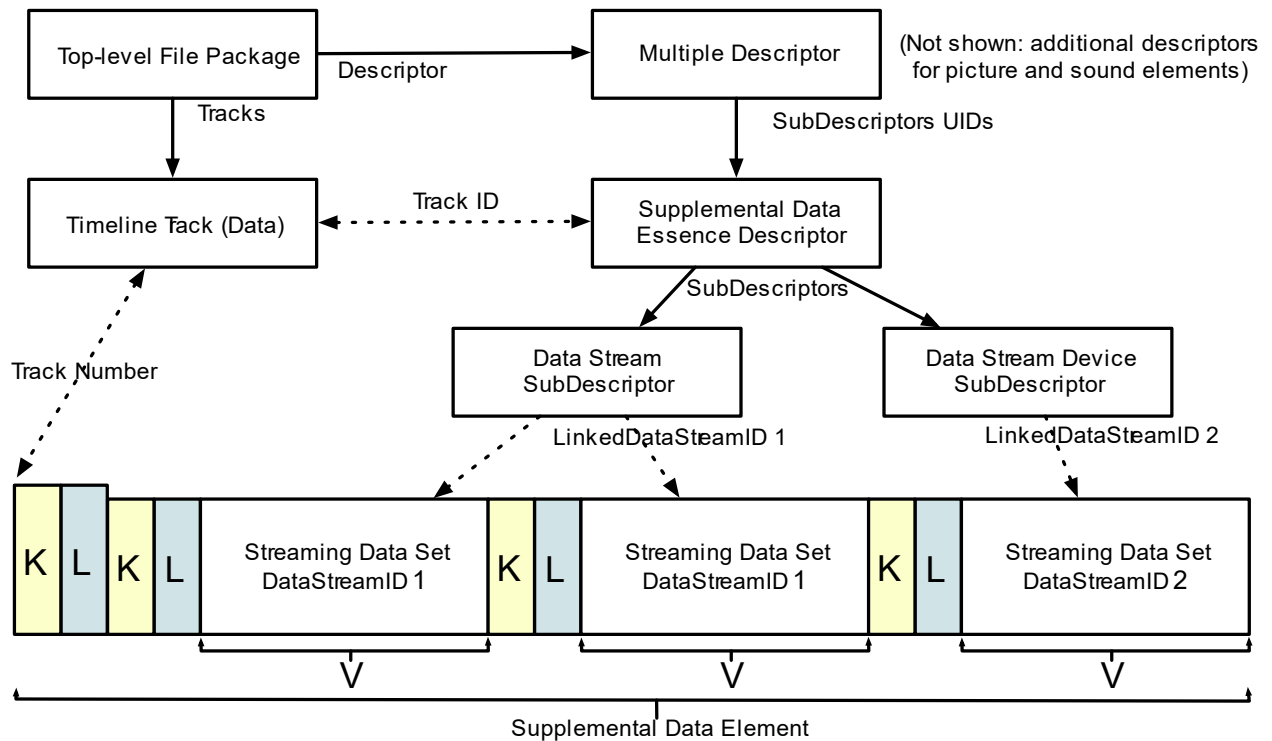 Top-level File Package
Descriptor
Multiple Descriptor
(Not shown: additional descriptors
for picture and sound elements)
Tracks
SubDescriptors UIDs
Timeline Tack (Data)
Track ID
Supplemental Data
Essence Descriptor
SubDescriptors
Data Stream
SubDescriptor
Data Stream Device
SubDescriptor
Track Number
LinkedDataStreamID 1
LinkedDataStreamID 2
K
L
K
L
Streaming Data Set
DataStreamID 1
K
L
Streaming Data Set
DataStreamID 1
K
L
Streaming Data Set
DataStreamID 2
V
V
V
Supplemental Data Element